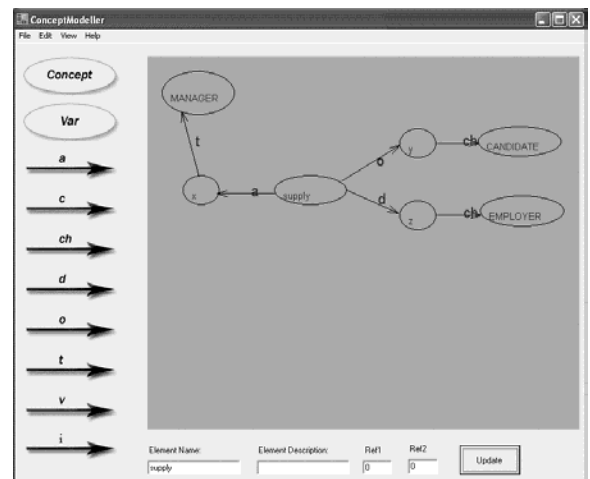 ConceptModeller
File Edit View Help
Concept
Var
a
c
ch
d
o
t
v
i
MANAGER
t
x
a
supply
o
y
ch
CANDIDATE
d
z
ch
EMPLOYER
Element Name:
supply
Element Description:
Ref1
0
Ref2
0
Update